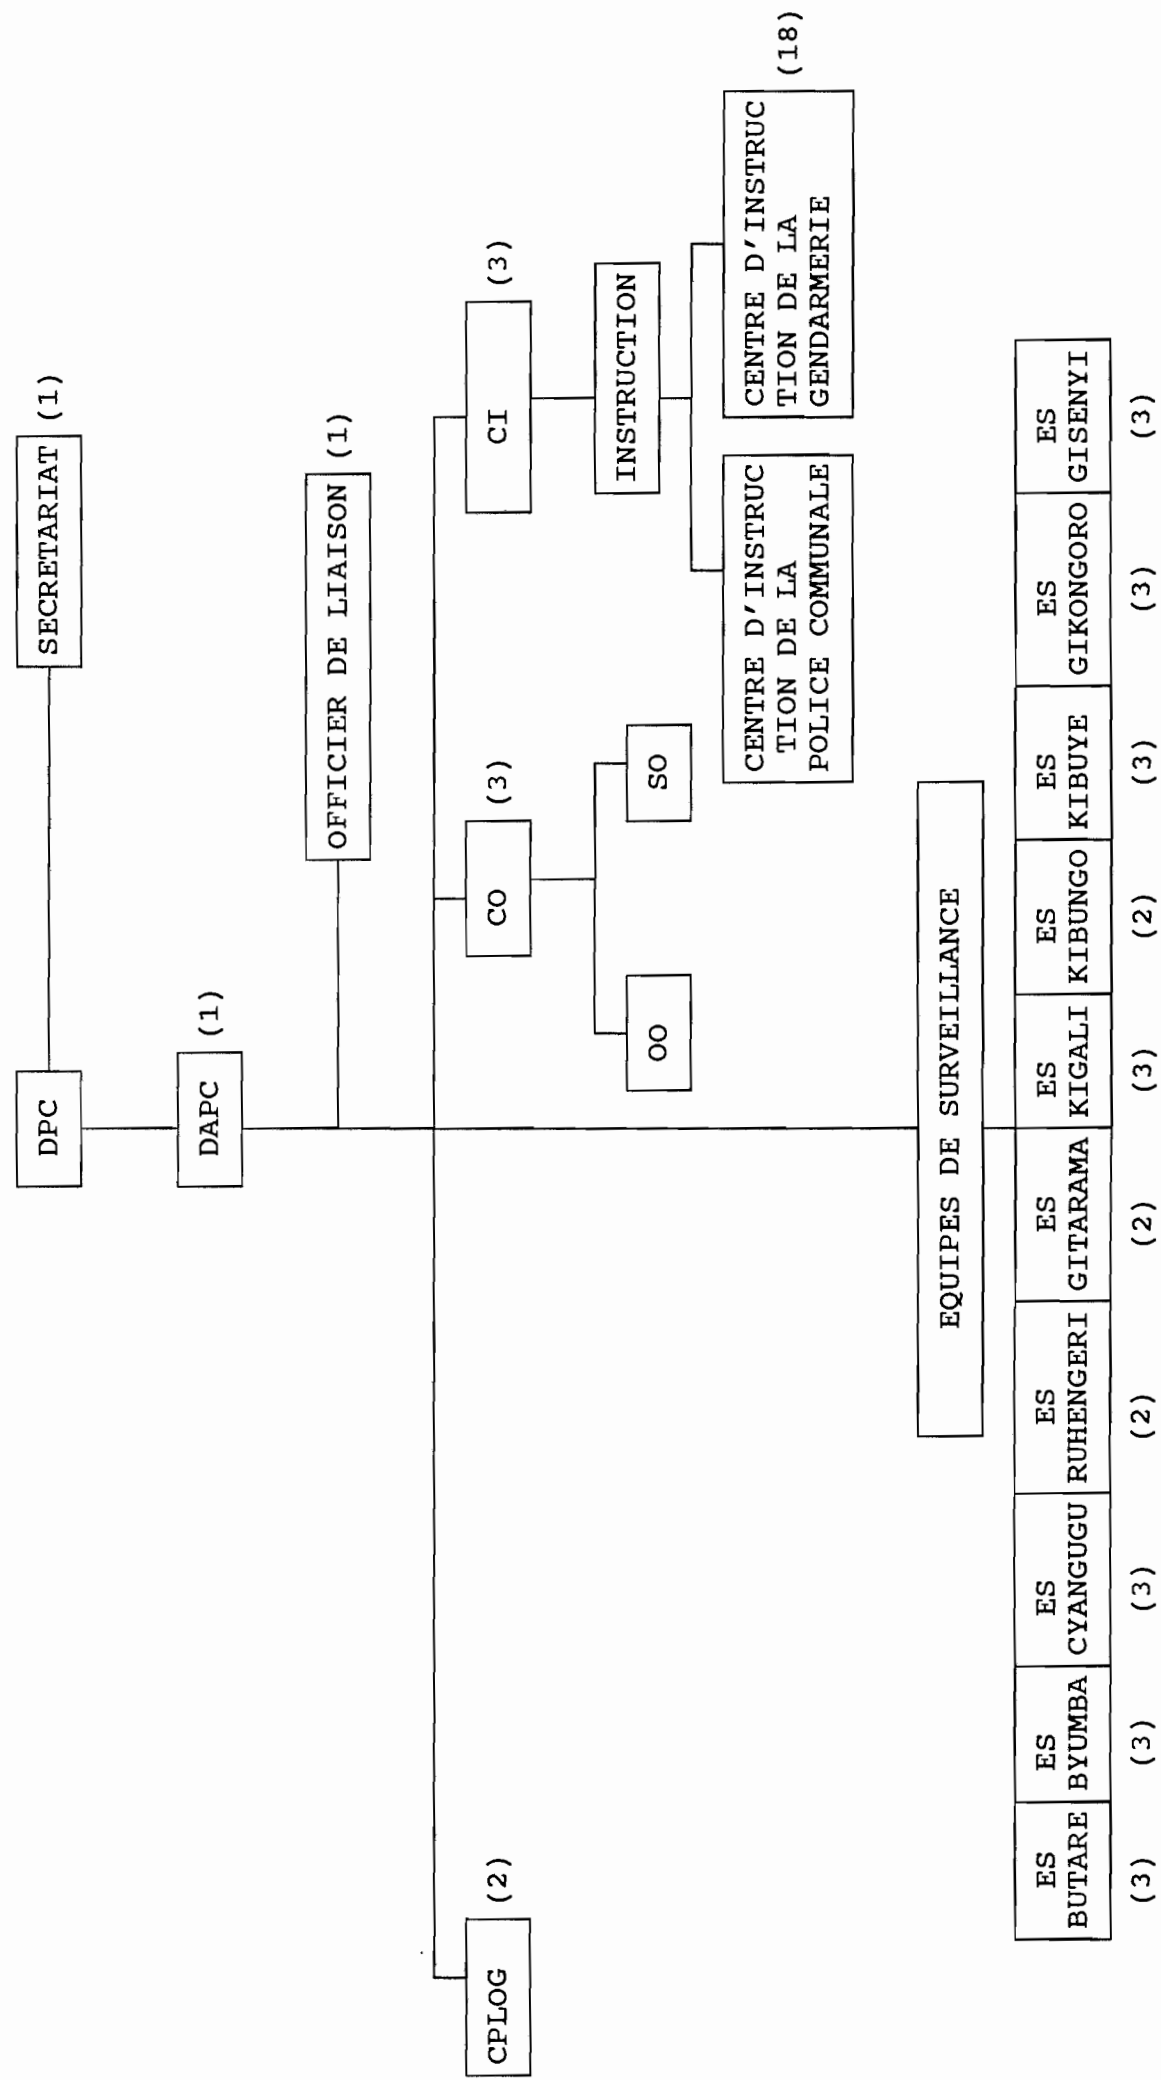 DPC
SECRETARIAT (1)
DAPC
(1)
OFFICIER DE LIAISON (1)
CPLOG
(2)
CO
(3)
CI
(3)
OO
SO
INSTRUCTION
CENTRE D'INSTRUC
TION DE LA
POLICE COMMUNALE
CENTRE D'INSTRUC
TION DE LA
GENDARMERIE
(18)
EQUIPES DE SURVEILLANCE
ES
BUTARE
(3)
ES
BYUMBA
(3)
ES
CYANGUGU
(3)
ES
RUHENGERI
(2)
ES
GITARAMA
(2)
ES
KIGALI
(3)
ES
KIBUNGO
(2)
ES
KIBUYE
(3)
ES
GIKONGORO
(3)
ES
GISENYI
(3)